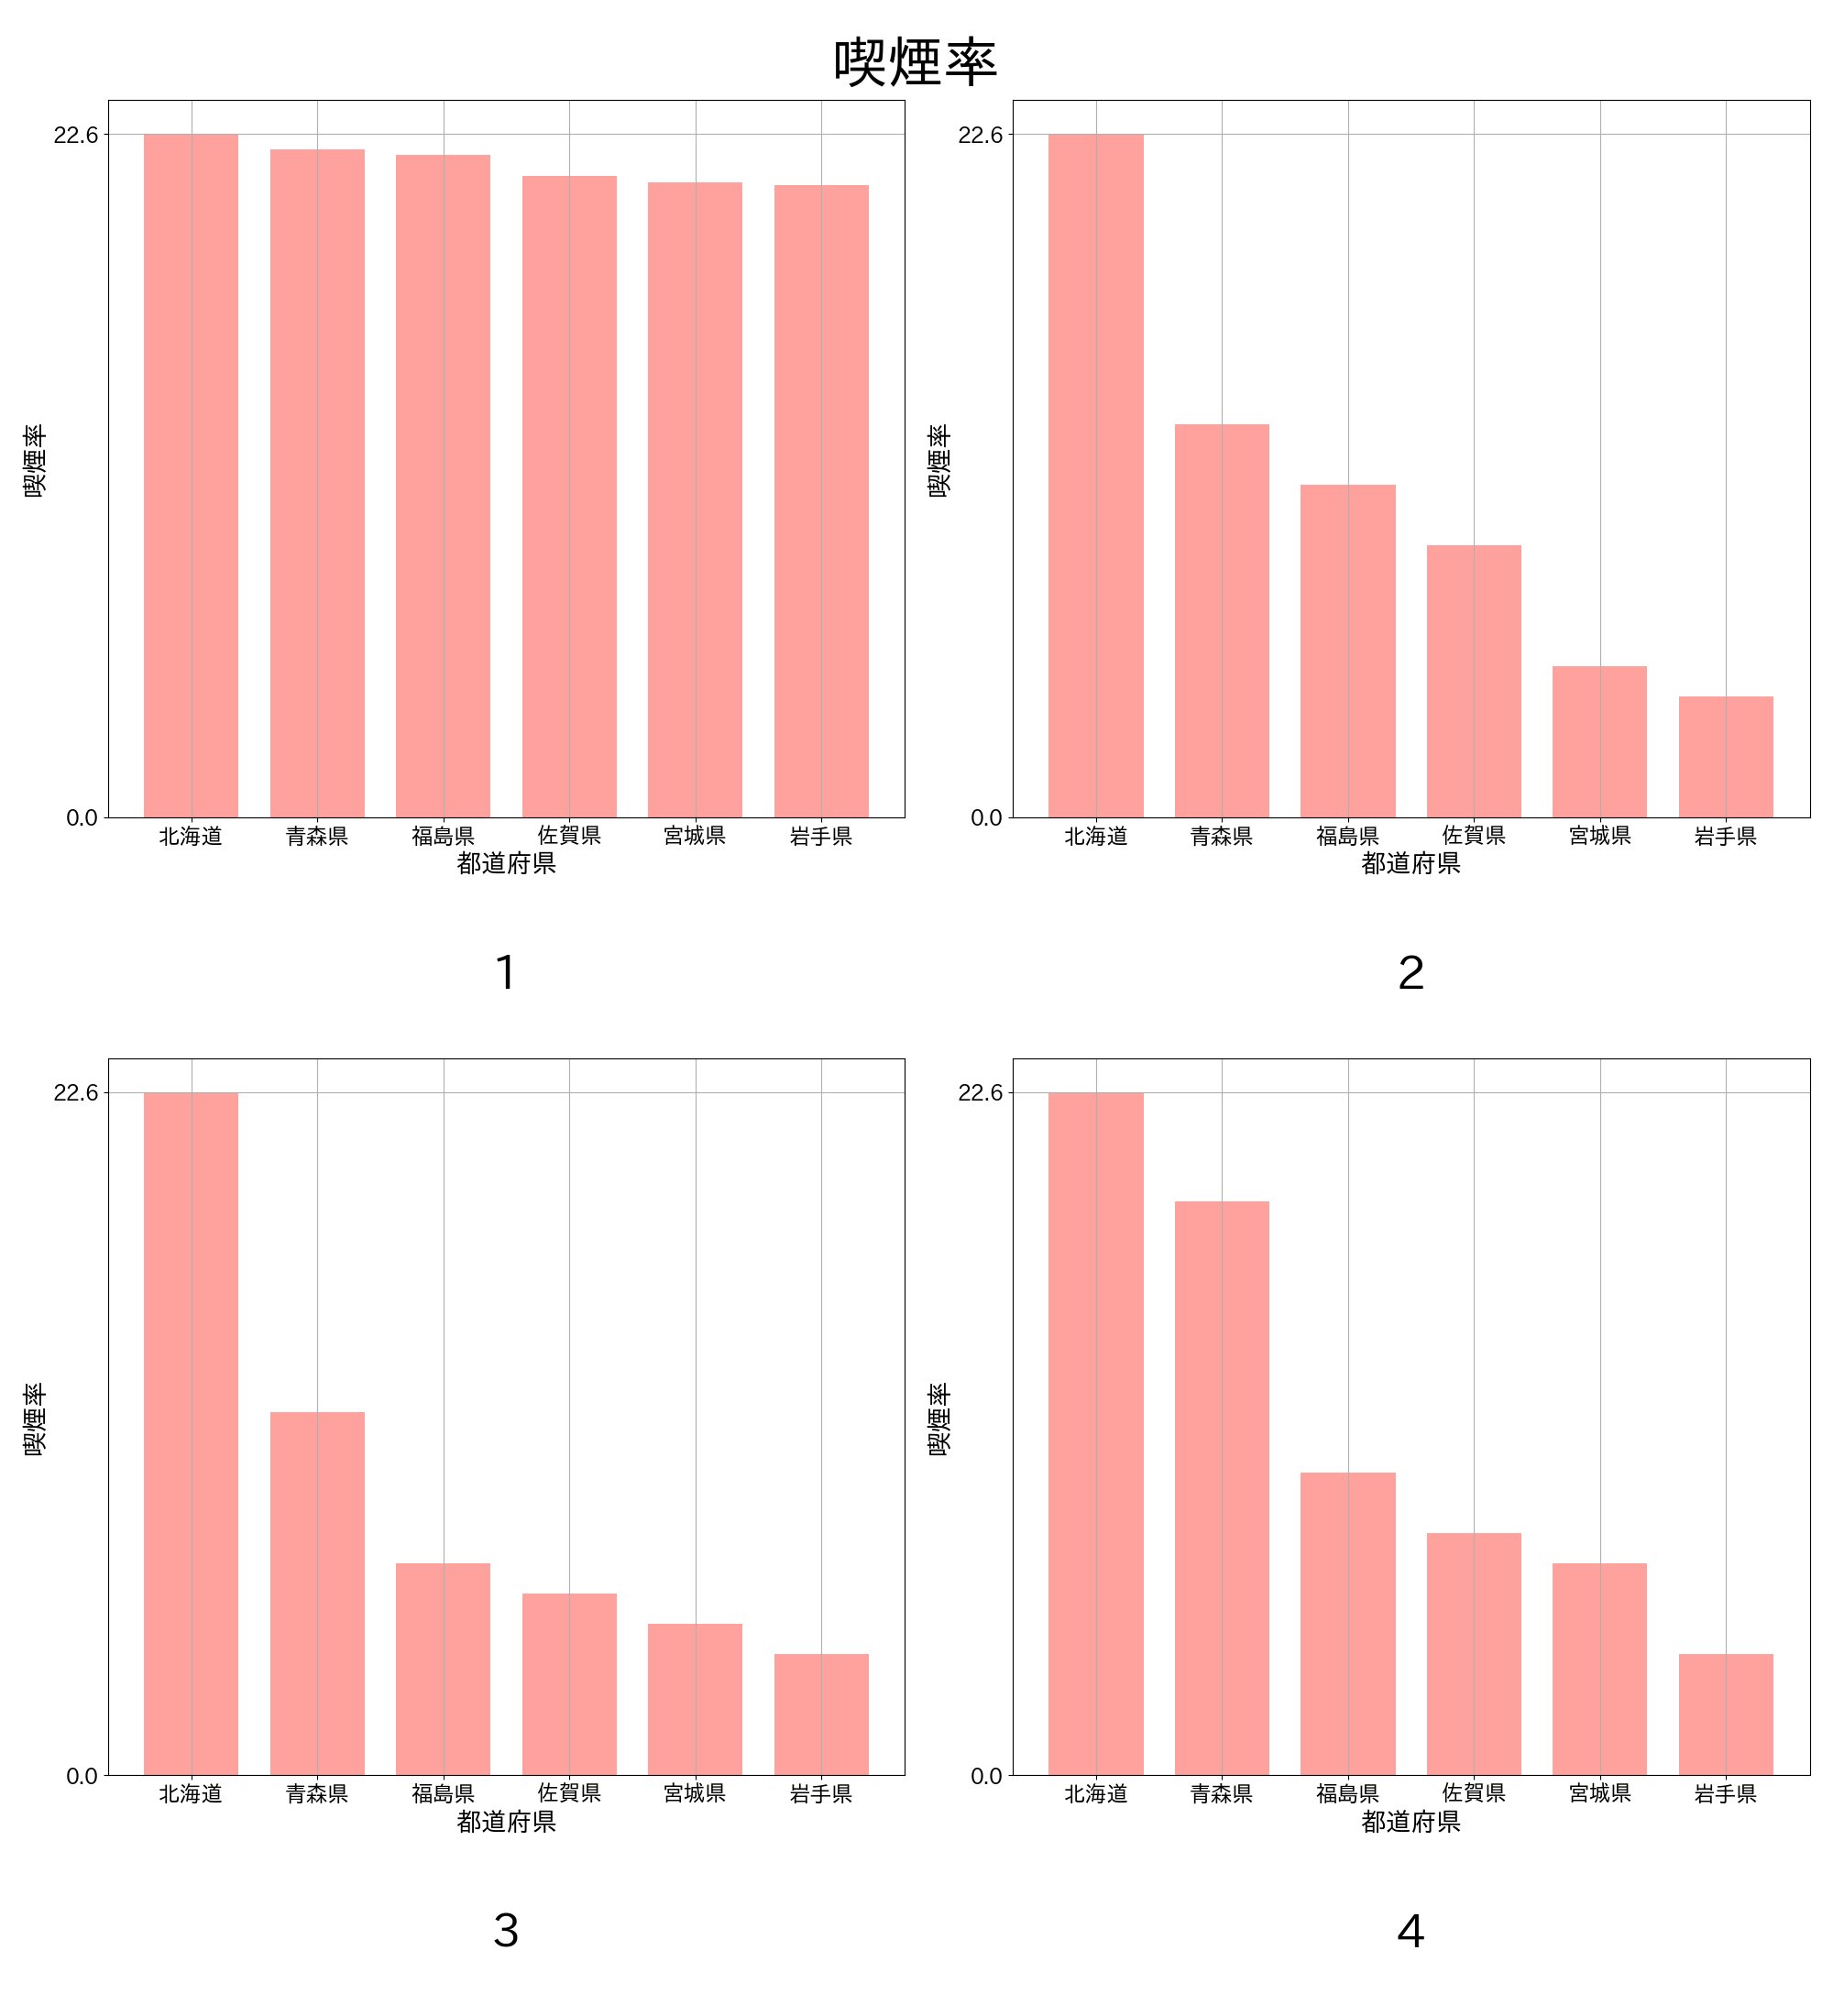 喫煙率
22.6
0.0
喫煙率
北海道 青森県 福島県 佐賀県 宮城県 岩手県
都道府県
1
22.6
0.0
喫煙率
北海道 青森県 福島県 佐賀県 宮城県 岩手県
都道府県
2
22.6
0.0
喫煙率
北海道 青森県 福島県 佐賀県 宮城県 岩手県
都道府県
3
22.6
0.0
喫煙率
北海道 青森県 福島県 佐賀県 宮城県 岩手県
都道府県
4